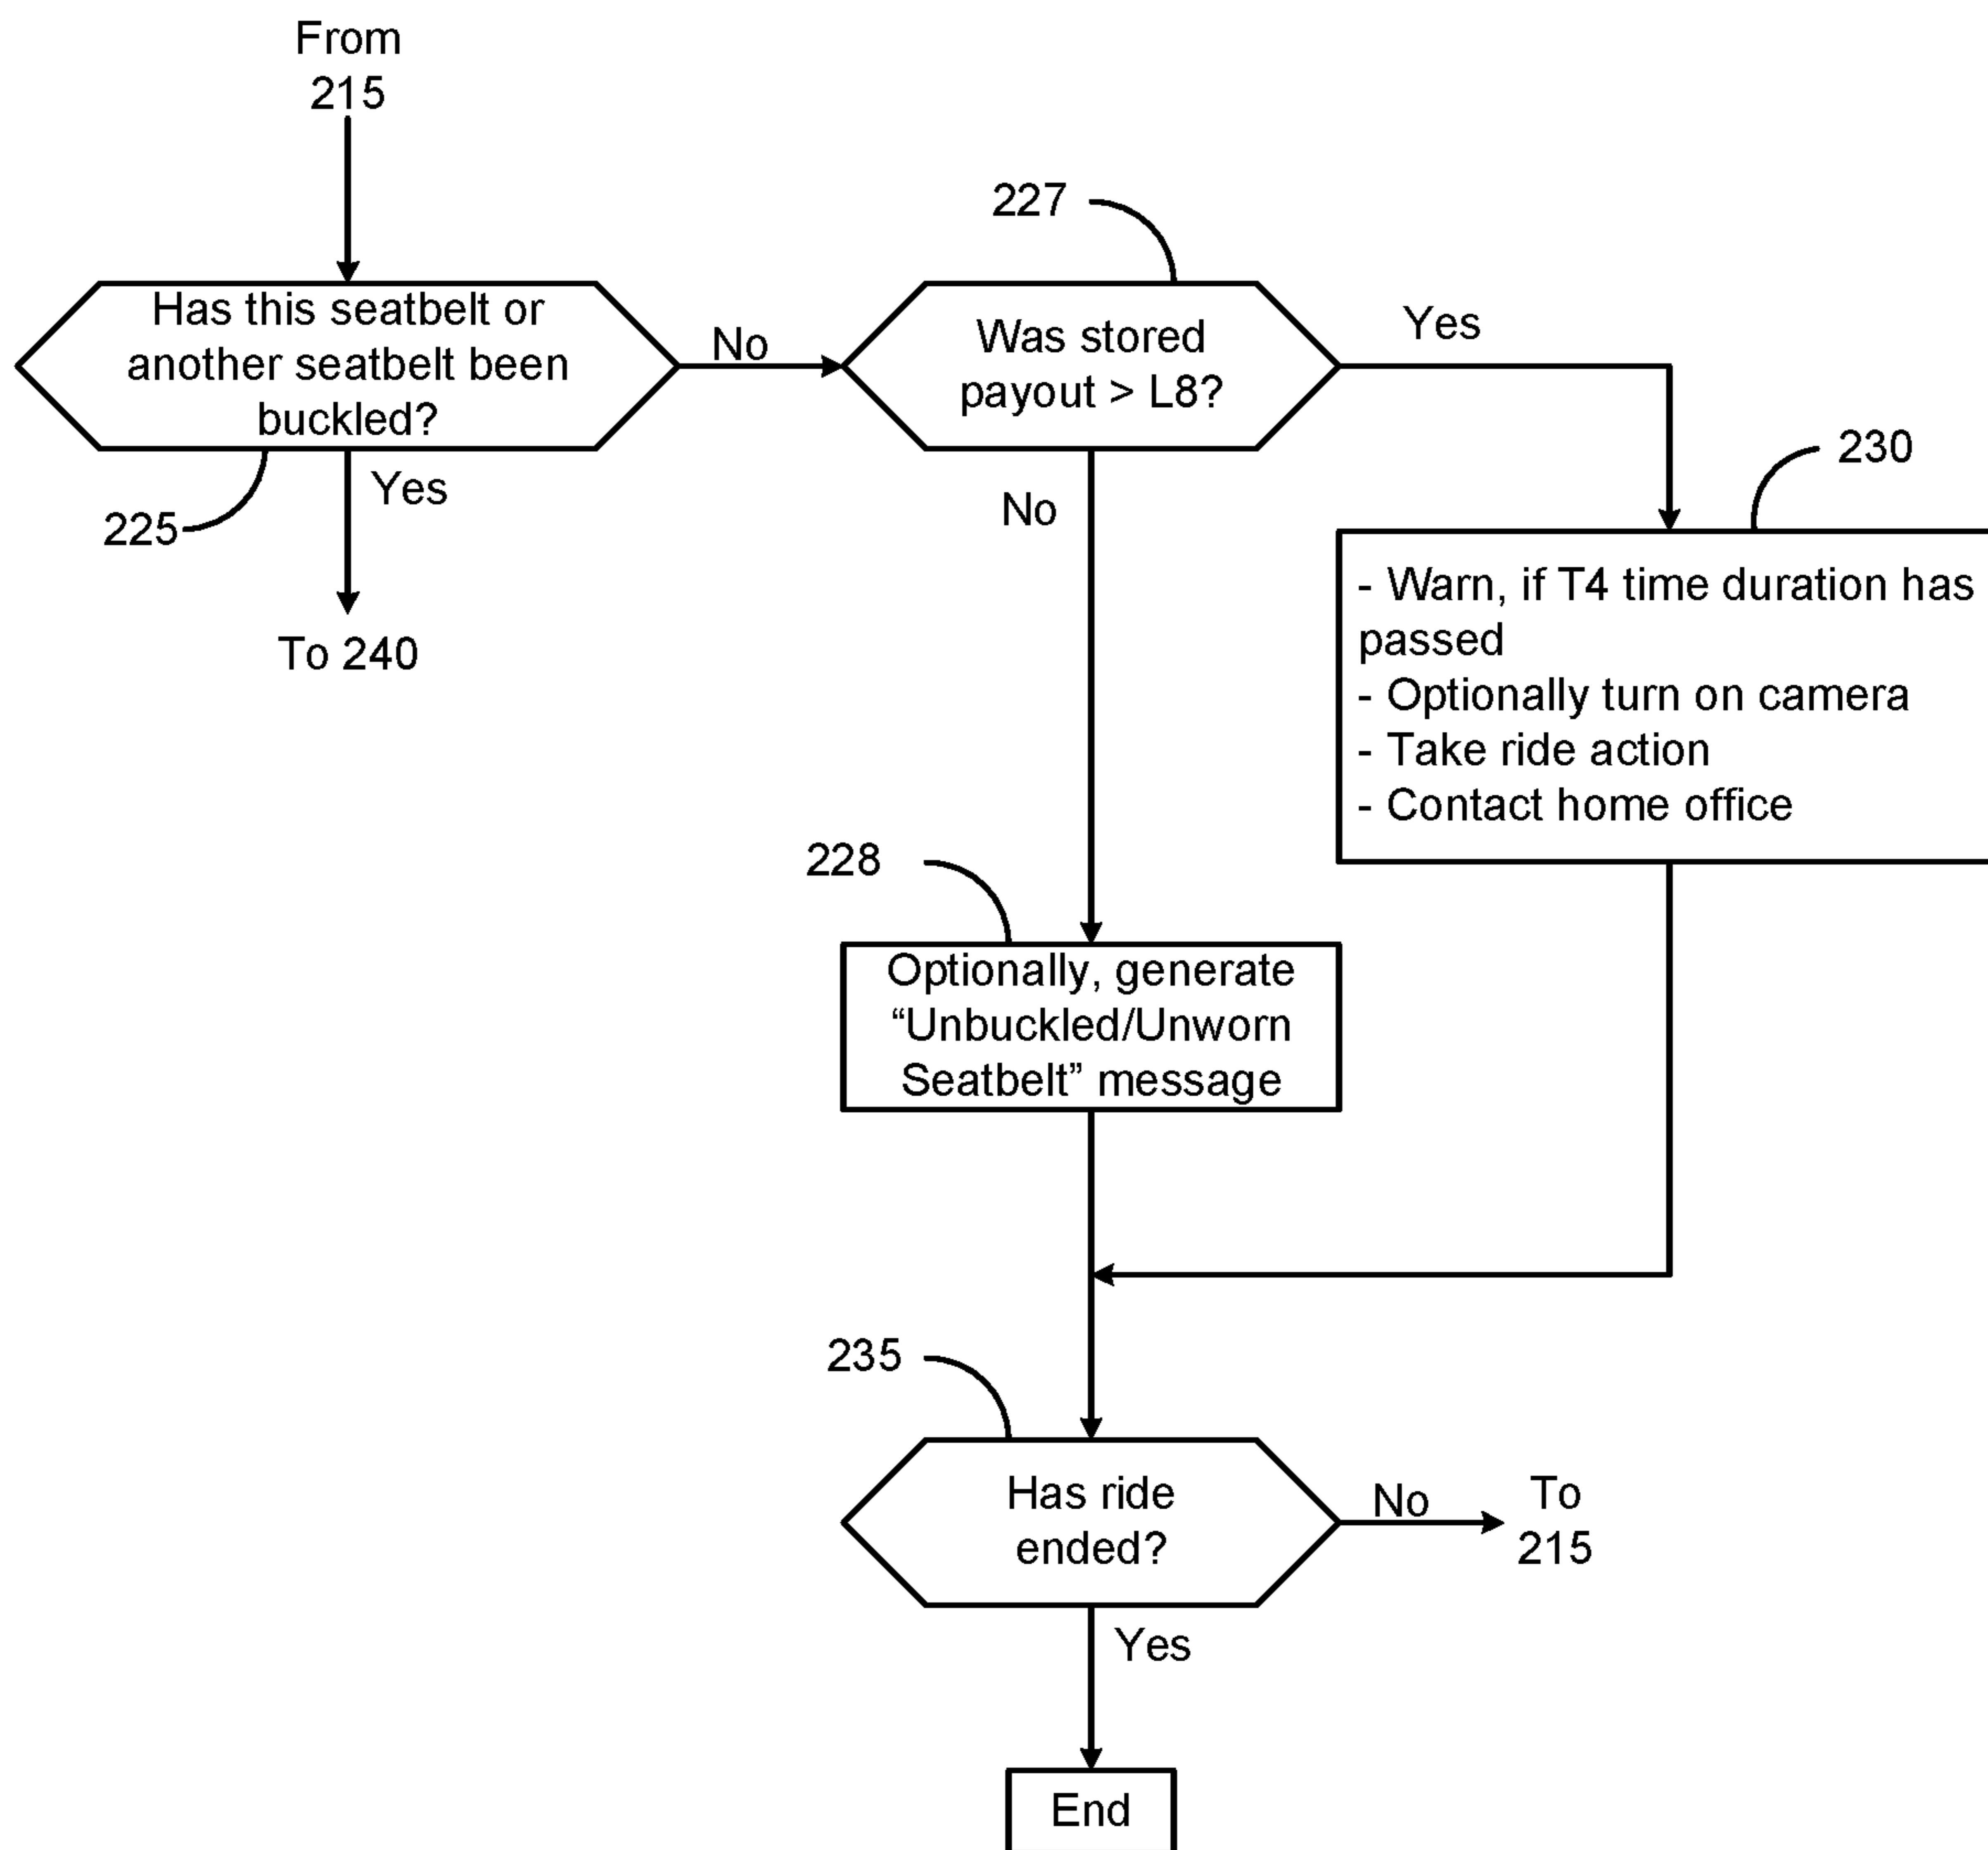 From
215
227
Has this seatbelt or
another seatbelt been
buckled?
No
Was stored
payout > L8?
Yes
230
225
Yes
No
To 240
- Warn, if T4 time duration has
passed
- Optionally turn on camera
- Take ride action
- Contact home office
228
Optionally, generate
“Unbuckled/Unworn
Seatbelt” message
235
Has ride
ended?
No
To
215
Yes
End